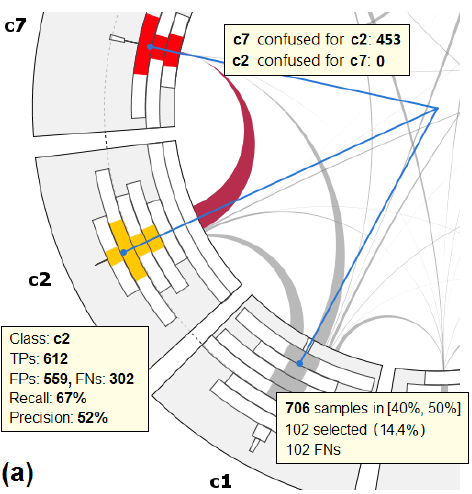 c7
c7 confused for c2: 453
c2 confused for c7: 0
c2
Class: c2
TPs: 612
FPs: 559, FNs: 302
Recall: 67%
Precision: 52%
706 samples in [40%, 50%]
102 selected (14.4%)
102 FNs
(a)
c1